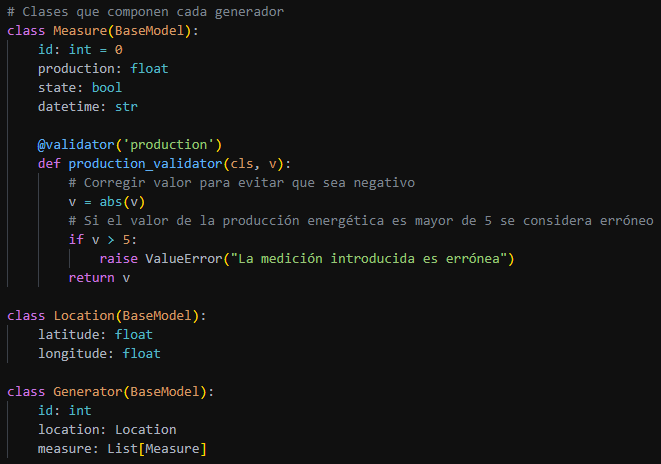 # Clases que componen cada generador
class Measure(BaseModel):
    id: int = 0
    production: float
    state: bool
    datetime: str

    @validator('production')
    def production_validator(cls, v):
        # Corregir valor para evitar que sea negativo
        v = abs(v)
        # Si el valor de la producción energética es mayor de 5 se considera erróneo
        if v > 5:
            raise ValueError("La medición introducida es errónea")
        return v

class Location(BaseModel):
    latitude: float
    longitude: float

class Generator(BaseModel):
    id: int
    location: Location
    measure: List[Measure]